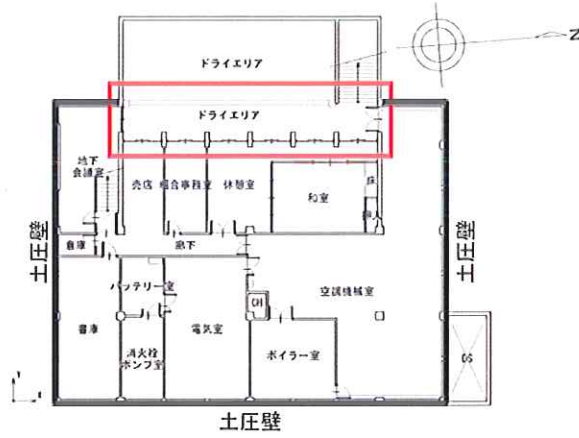 ドライエリア
N
ドライエリア
地下
会議室
売店
組合事務室
休憩室
和室
床
押入
倉庫
廊下
土圧壁
土圧壁
バッテリー室
空調機械室
書庫
消火栓
ポンプ室
電気室
ボイラー室
DS
Y
X
土圧壁